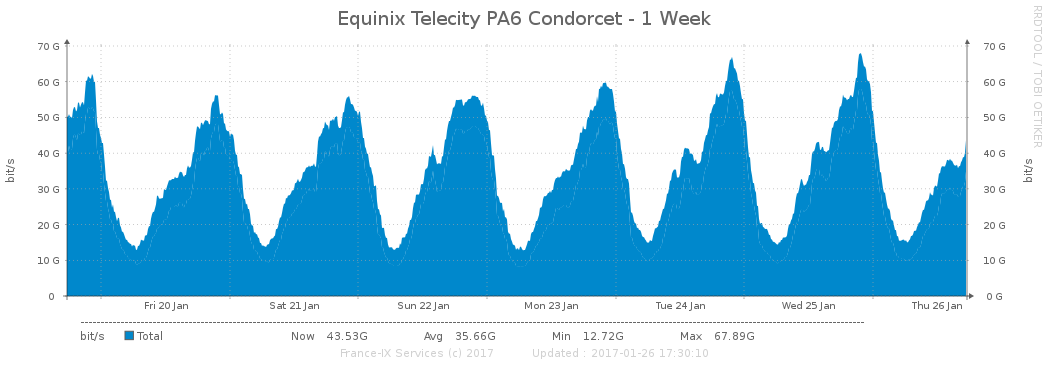 Equinix Telecity PA6 Condorcet - 1 Week
RRDTOOL / TOBI OETIKER
bit/s
70 G
60 G
50 G
40 G
30 G
20 G
10 G
0
70 G
60 G
50 G
40 G
30 G
20 G
10 G
0 G
bit/s
Fri 20 Jan Sat 21 Jan Sun 22 Jan Mon 23 Jan Tue 24 Jan Wed 25 Jan Thu 26 Jan
bit/s Total Now 43.53G Avg 35.66G Min 12.72G Max 67.89G
France-IX Services (c) 2017 Updated : 2017-01-26 17:30:10